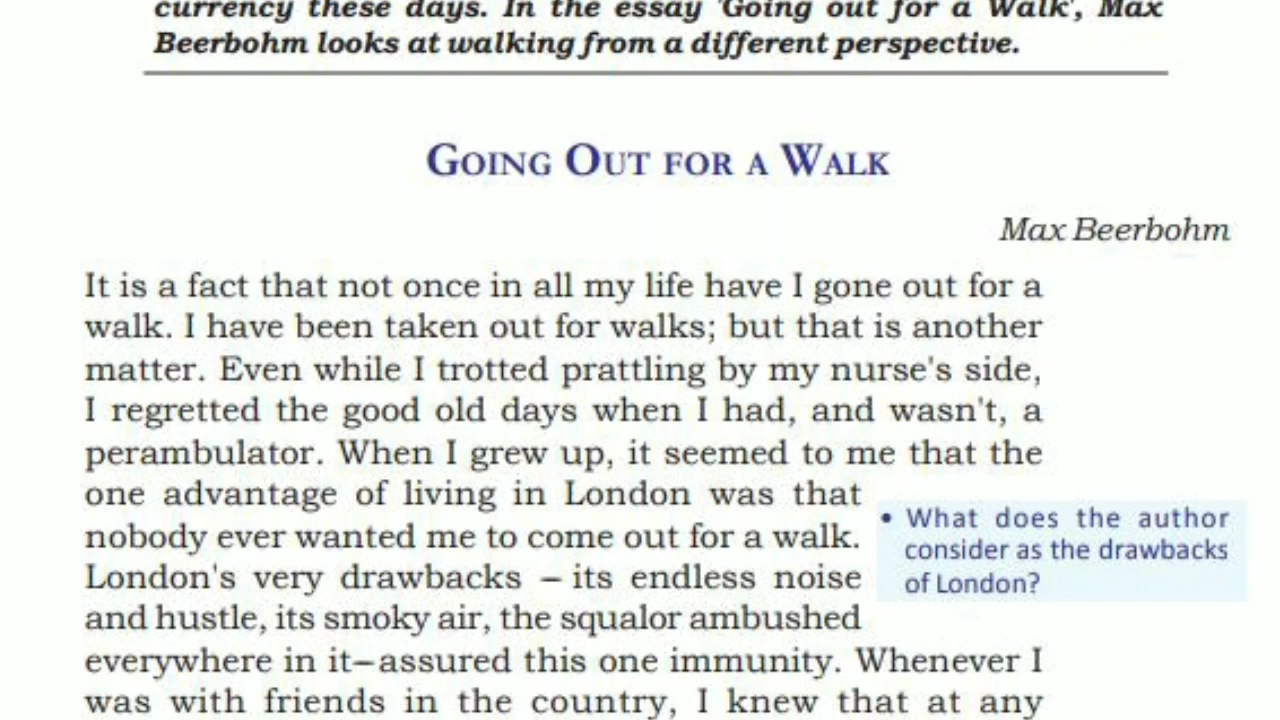 currency these days. In the essay 'Going out for a Walk', Max
Beerbohm looks at walking from a different perspective.
GOING OUT FOR A WALK
Max Beerbohm
It is a fact that not once in all my life have I gone out for a
walk. I have been taken out for walks; but that is another
matter. Even while I trotted prattling by my nurse's side,
I regretted the good old days when I had, and wasn't, a
perambulator. When I grew up, it seemed to me that the
one advantage of living in London was that
nobody ever wanted me to come out for a walk.
London's very drawbacks – its endless noise
and hustle, its smoky air, the squalor ambushed
everywhere in it–assured this one immunity. Whenever I
was with friends in the country, I knew that at any
• What does the author
consider as the drawbacks
of London?